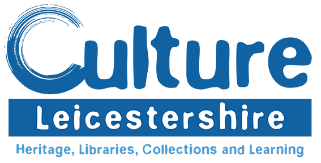 Culture
Leicestershire
Heritage, Libraries, Collections and Learning